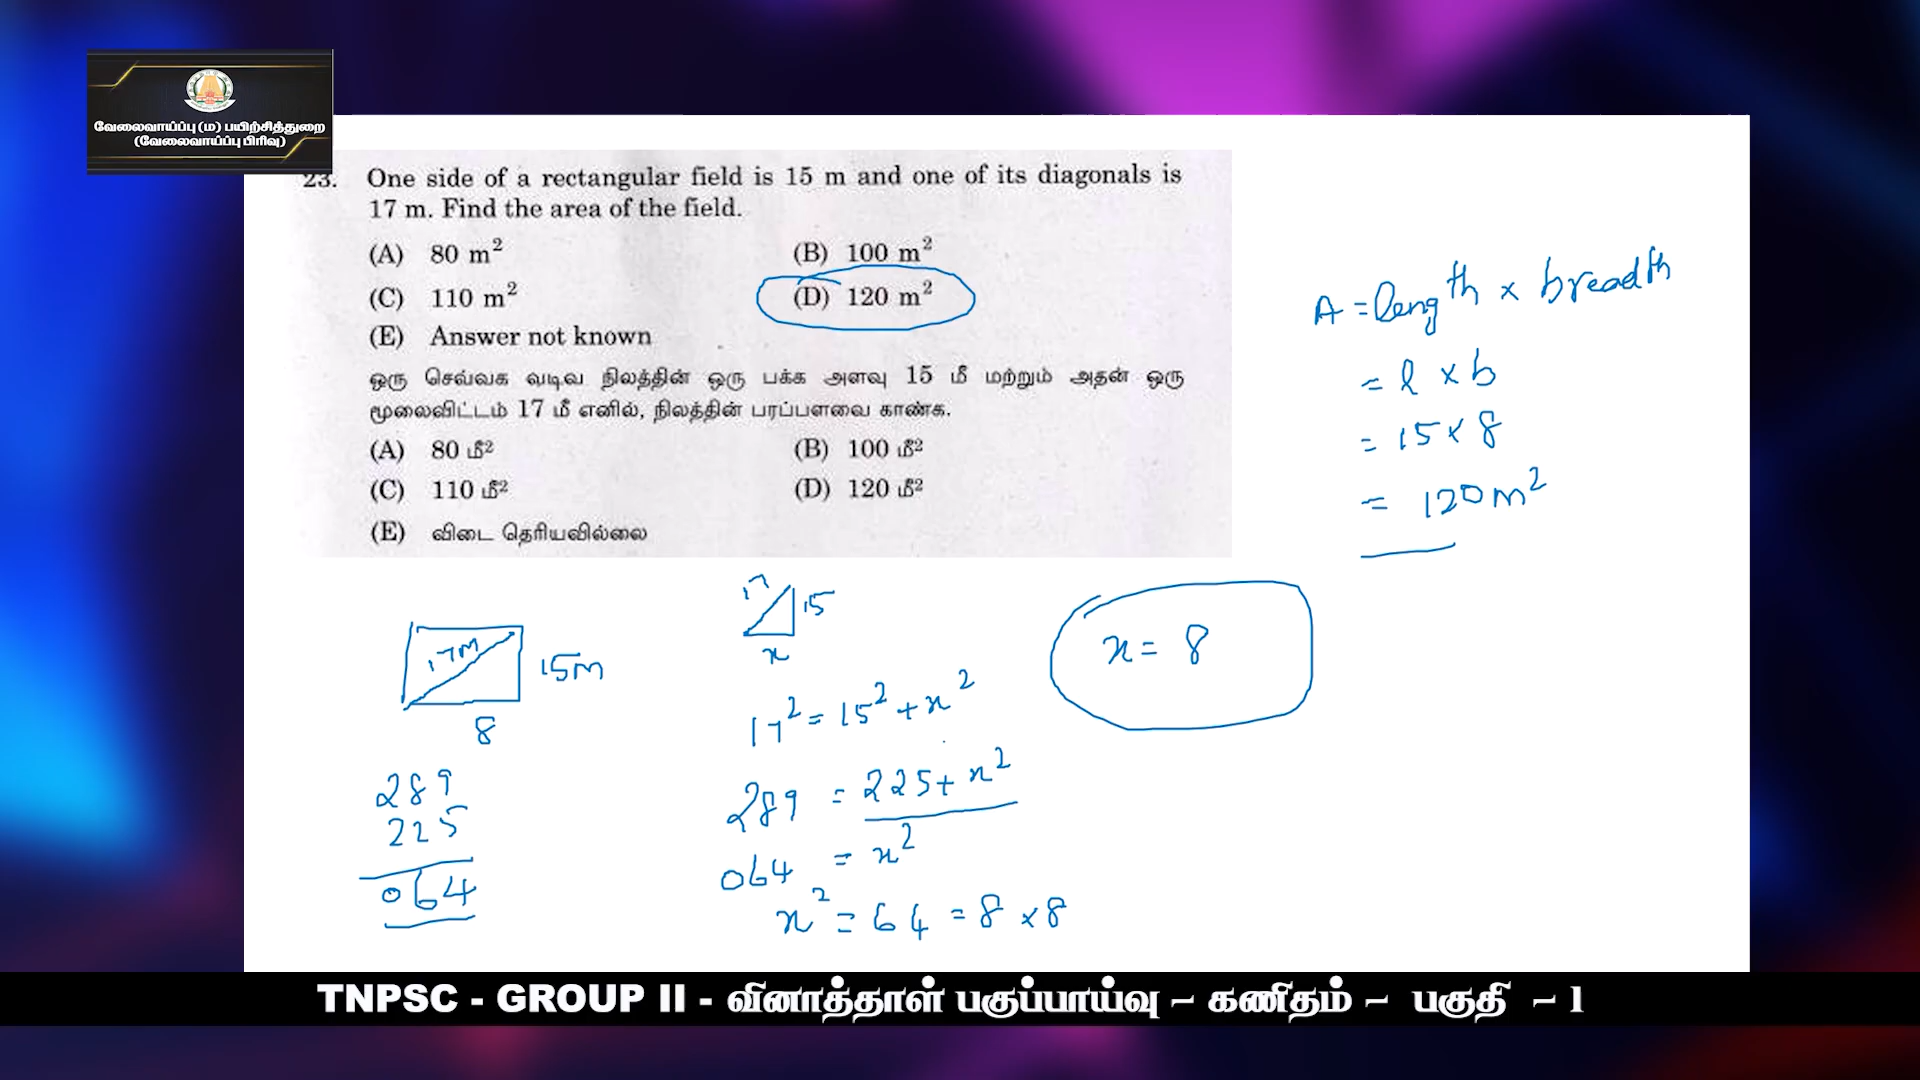 வேலைவாய்ப்பு (ம) பயிற்சித்துறை
(வேலைவாய்ப்பு பிரிவு)
23. One side of a rectangular field is 15 m and one of its diagonals is
17 m. Find the area of the field.
(A) 80 m² (B) 100 m²
(C) 110 m² (D) 120 m²
(E) Answer not known
ஒரு செவ்வக வடிவ நிலத்தின் ஒரு பக்க அளவு 15 மீ மற்றும் அதன் ஒரு
மூலைவிட்டம் 17 மீ எனில், நிலத்தின் பரப்பளவை காண்க.
(A) 80 மீ² (B) 100 மீ²
(C) 110 மீ² (D) 120 மீ²
(E) விடை தெரியவில்லை
A = length × breadth
= l × b
= 15 × 8
= 120 m²
17m
15m
8
289
225
064
17
15
x
17² = 15² + x²
289 = 225 + x²
064 = x²
x² = 64 = 8 × 8
x = 8
TNPSC - GROUP II - வினாத்தாள் பகுப்பாய்வு – கணிதம் – பகுதி – 1